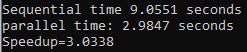 Sequential time 9.0551 seconds
parallel time: 2.9847 seconds
Speedup=3.0338